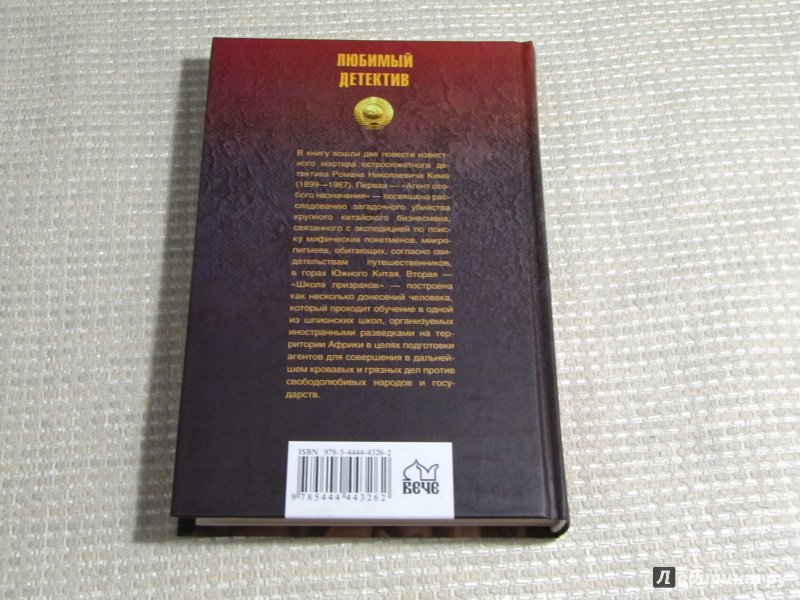 ЛЮБИМЫЙ
ДЕТЕКТИВ
В книгу вошли две повести извест-
ного мастера остросюжетного де-
тектива Романа Николаевича Кима
(1899—1967). Первая — «Агент осо-
бого назначения» — посвящена рас-
следованию загадочного убийства
крупного китайского бизнесмена,
связанного с экспедицией по поис-
ку мифических покетменов, микро-
пигмеев, обитающих, согласно сви-
детельствам путешественников,
в горах Южного Китая. Вторая —
«Школа призраков» — построена
как несколько донесений человека,
который проходит обучение в одной
из шпионских школ, организуемых
иностранными разведками на тер-
ритории Африки в целях подготовки
агентов для совершения в дальней-
шем кровавых и грязных дел против
свободолюбивых народов и госу-
дарств.
ISBN 978-5-4444-4326-2
9 785444 443262
ВЕЧЕ
Л Лабиринт.ру